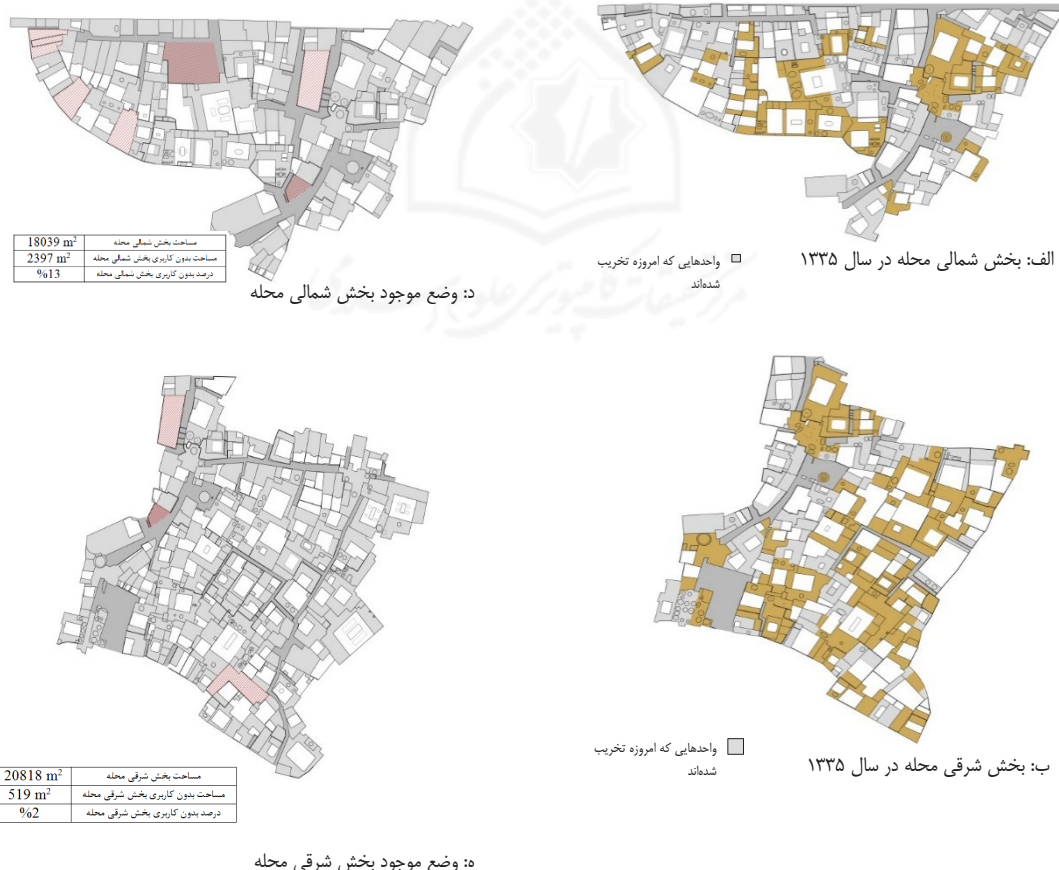 الف: بخش شمالی محله در سال ۱۳۳۵
واحدهایی که امروزه تخریب
شده‌اند
مساحت بخش شمالی محله 18039 m²
مساحت بدون کاربری بخش شمالی محله 2397 m²
درصد بدون کاربری بخش شمالی محله %13
د: وضع موجود بخش شمالی محله
ب: بخش شرقی محله در سال ۱۳۳۵
واحدهایی که امروزه تخریب
شده‌اند
مساحت بخش شرقی محله 20818 m²
مساحت بدون کاربری بخش شرقی محله 519 m²
درصد بدون کاربری بخش شرقی محله %2
ه: وضع موجود بخش شرقی محله